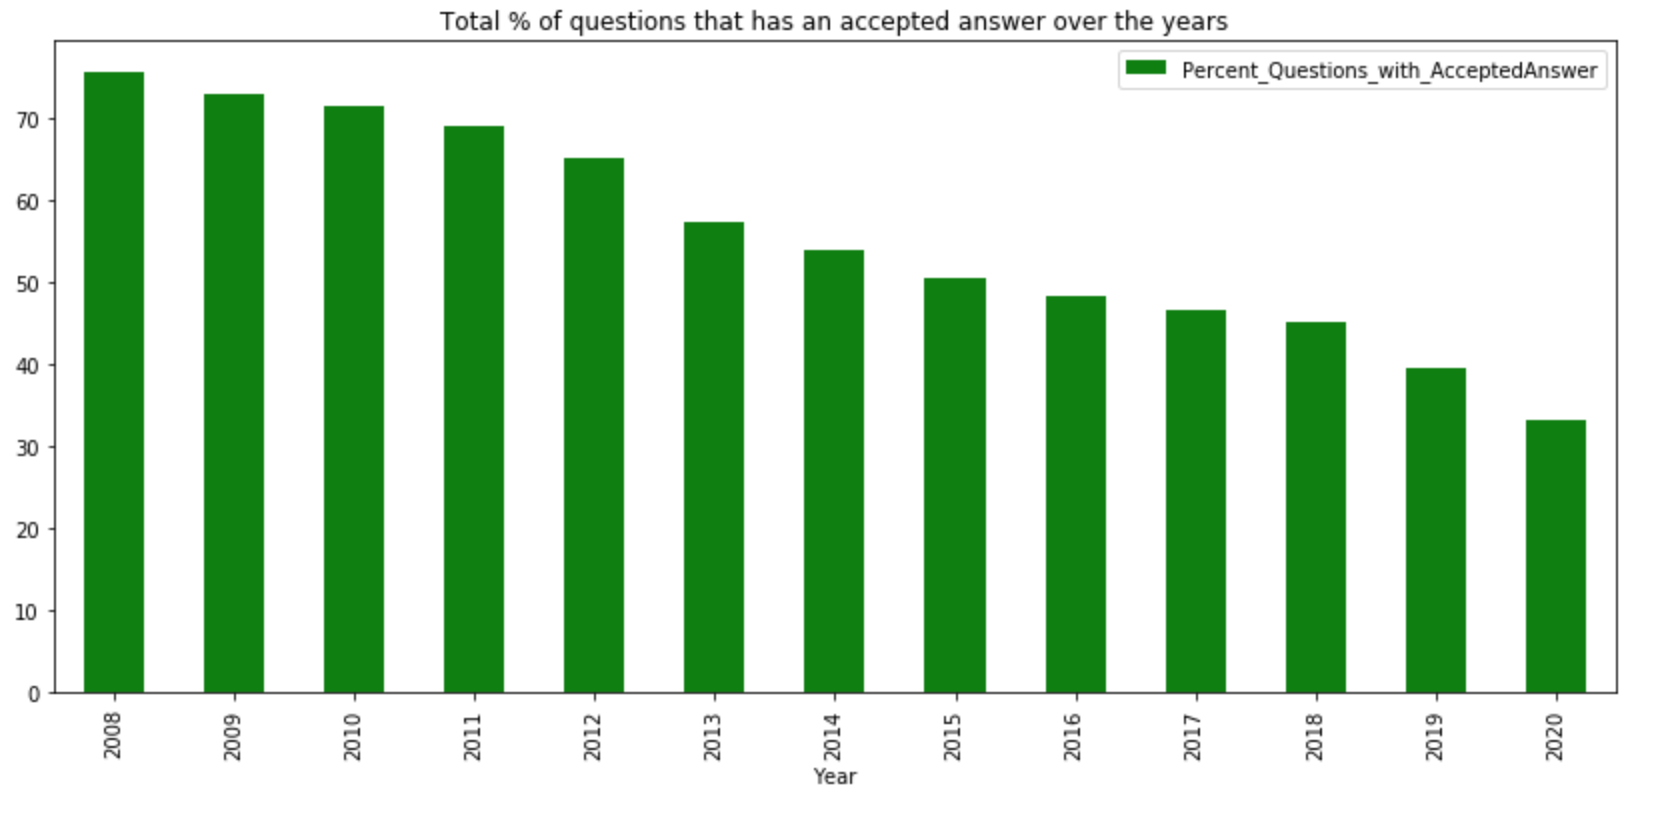 Total % of questions that has an accepted answer over the years
Percent_Questions_with_AcceptedAnswer
70
60
50
40
30
20
10
0
2008 2009 2010 2011 2012 2013 2014 2015 2016 2017 2018 2019 2020
Year